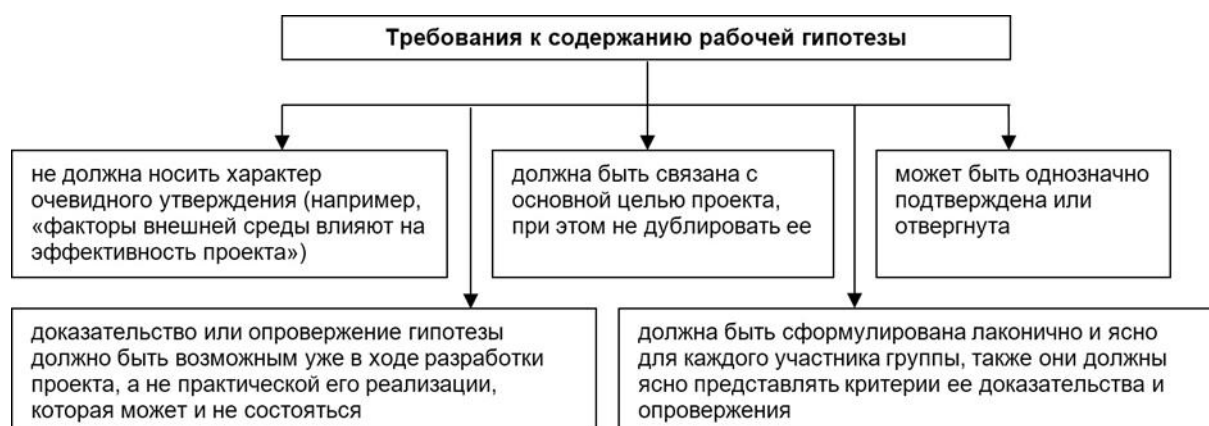 Требования к содержанию рабочей гипотезы
не должна носить характер
очевидного утверждения (например,
«факторы внешней среды влияют на
эффективность проекта»)
должна быть связана с
основной целью проекта,
при этом не дублировать ее
может быть однозначно
подтверждена или
отвергнута
доказательство или опровержение гипотезы
должно быть возможным уже в ходе разработки
проекта, а не практической его реализации,
которая может и не состояться
должна быть сформулирована лаконично и ясно
для каждого участника группы, также они должны
ясно представлять критерии ее доказательства и
опровержения